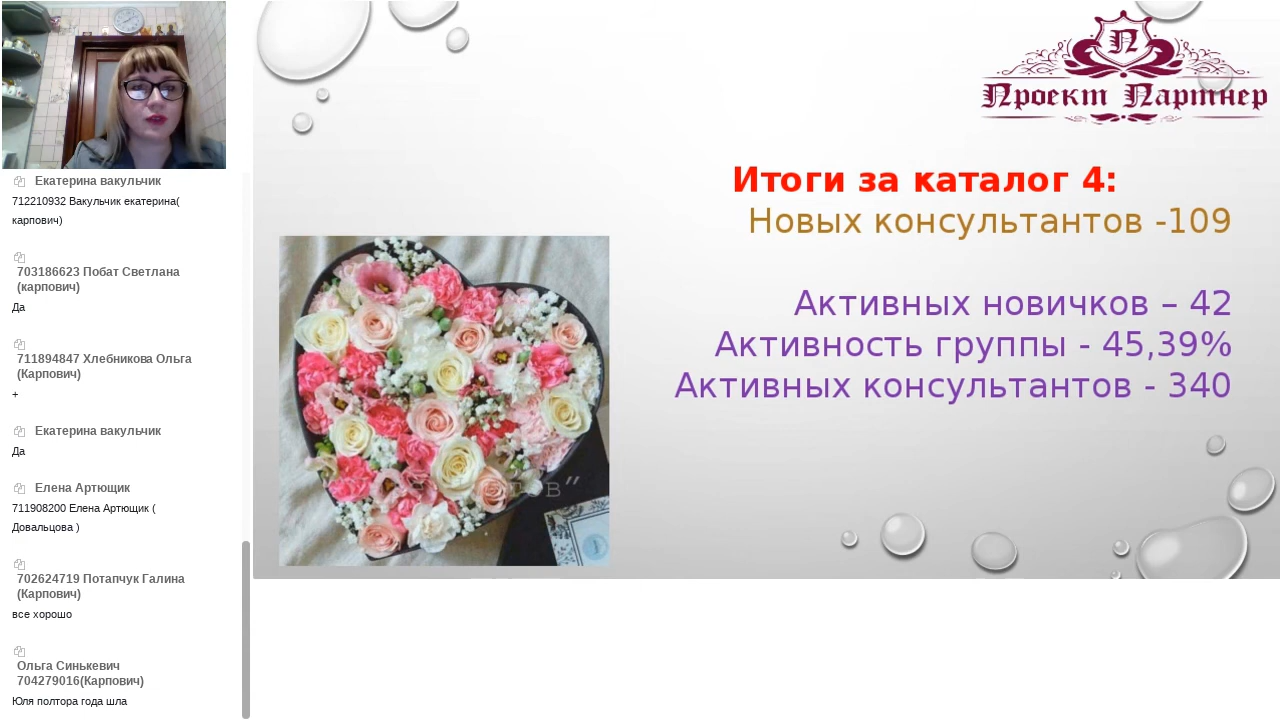 Екатерина вакульчик
712210932 Вакульчик екатерина(
карпович)
703186623 Побат Светлана
(карпович)
Да
711894847 Хлебникова Ольга
(Карпович)
+
Екатерина вакульчик
Да
Елена Артющик
711908200 Елена Артющик (
Довальцова )
702624719 Потапчук Галина
(Карпович)
все хорошо
Ольга Синькевич
704279016(Карпович)
Юля полтора года шла
П
Проект Партнер
Итоги за каталог 4:
Новых консультантов -109
Активных новичков – 42
Активность группы - 45,39%
Активных консультантов - 340